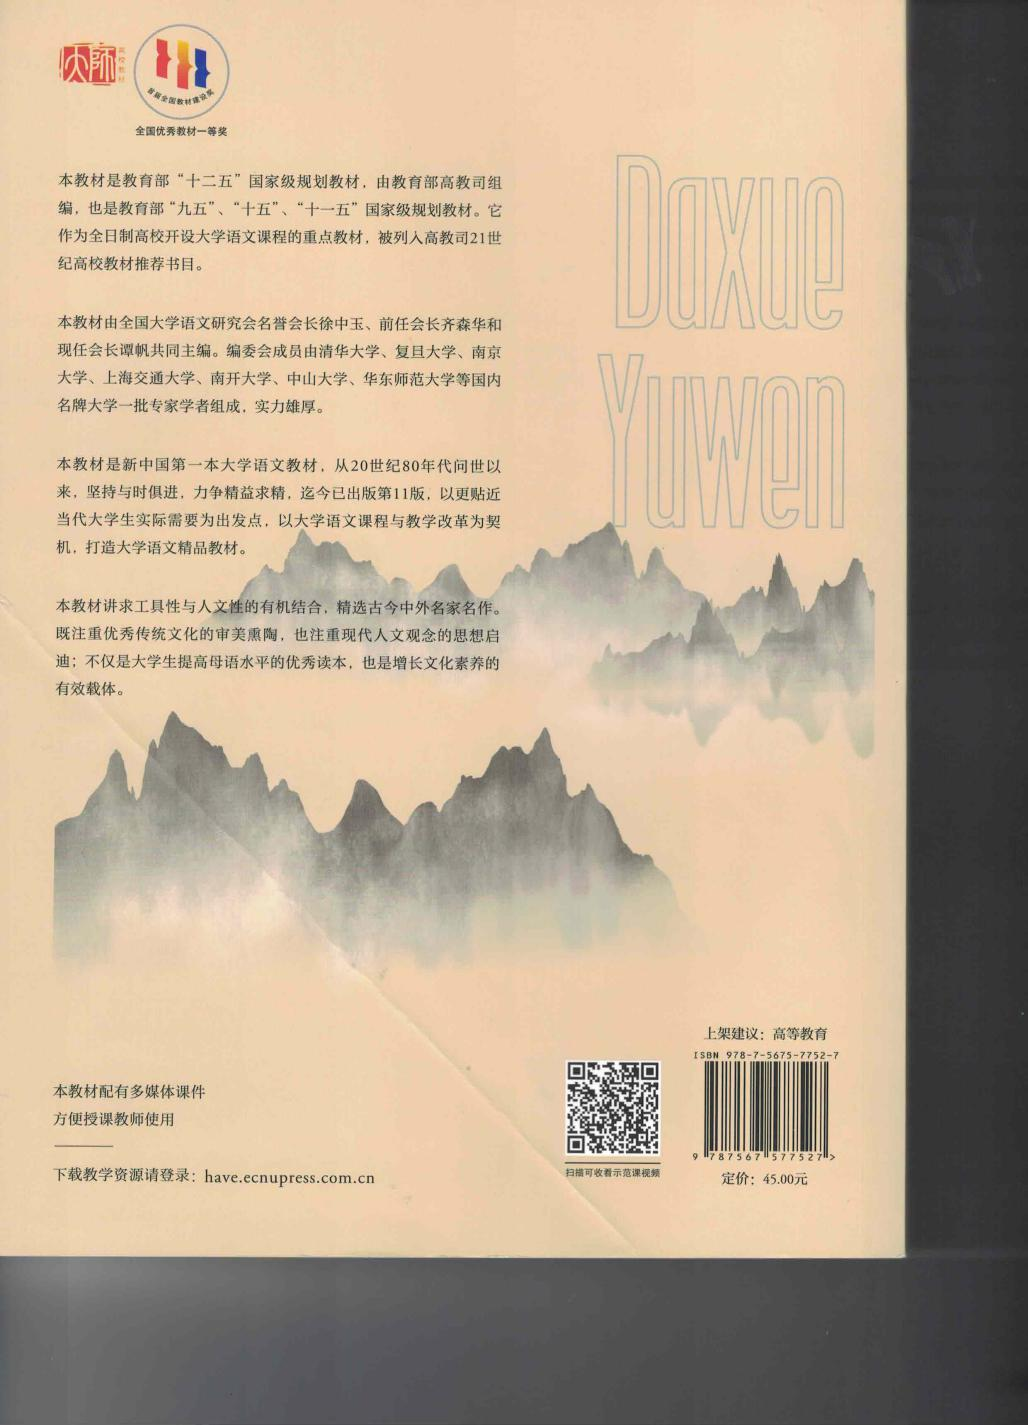 大师
高校教材
首届全国教材建设奖
全国优秀教材一等奖
本教材是教育部“十二五”国家级规划教材，由教育部高教司组
编，也是教育部“九五”、“十五”、“十一五”国家级规划教材。它
作为全日制高校开设大学语文课程的重点教材，被列入高教司21世
纪高校教材推荐书目。
本教材由全国大学语文研究会名誉会长徐中玉、前任会长齐森华和
现任会长谭帆共同主编。编委会成员由清华大学、复旦大学、南京
大学、上海交通大学、南开大学、中山大学、华东师范大学等国内
名牌大学一批专家学者组成，实力雄厚。
本教材是新中国第一本大学语文教材，从20世纪80年代问世以
来，坚持与时俱进，力争精益求精，迄今已出版第11版，以更贴近
当代大学生实际需要为出发点，以大学语文课程与教学改革为契
机，打造大学语文精品教材。
本教材讲求工具性与人文性的有机结合，精选古今中外名家名作。
既注重优秀传统文化的审美熏陶，也注重现代人文观念的思想启
迪；不仅是大学生提高母语水平的优秀读本，也是增长文化素养的
有效载体。
Daxue
Yuwen
本教材配有多媒体课件
方便授课教师使用
下载教学资源请登录：have.ecnupress.com.cn
扫描可收看示范课视频
上架建议：高等教育
ISBN 978-7-5675-7752-7
9 787567 577527 >
定价：45.00元